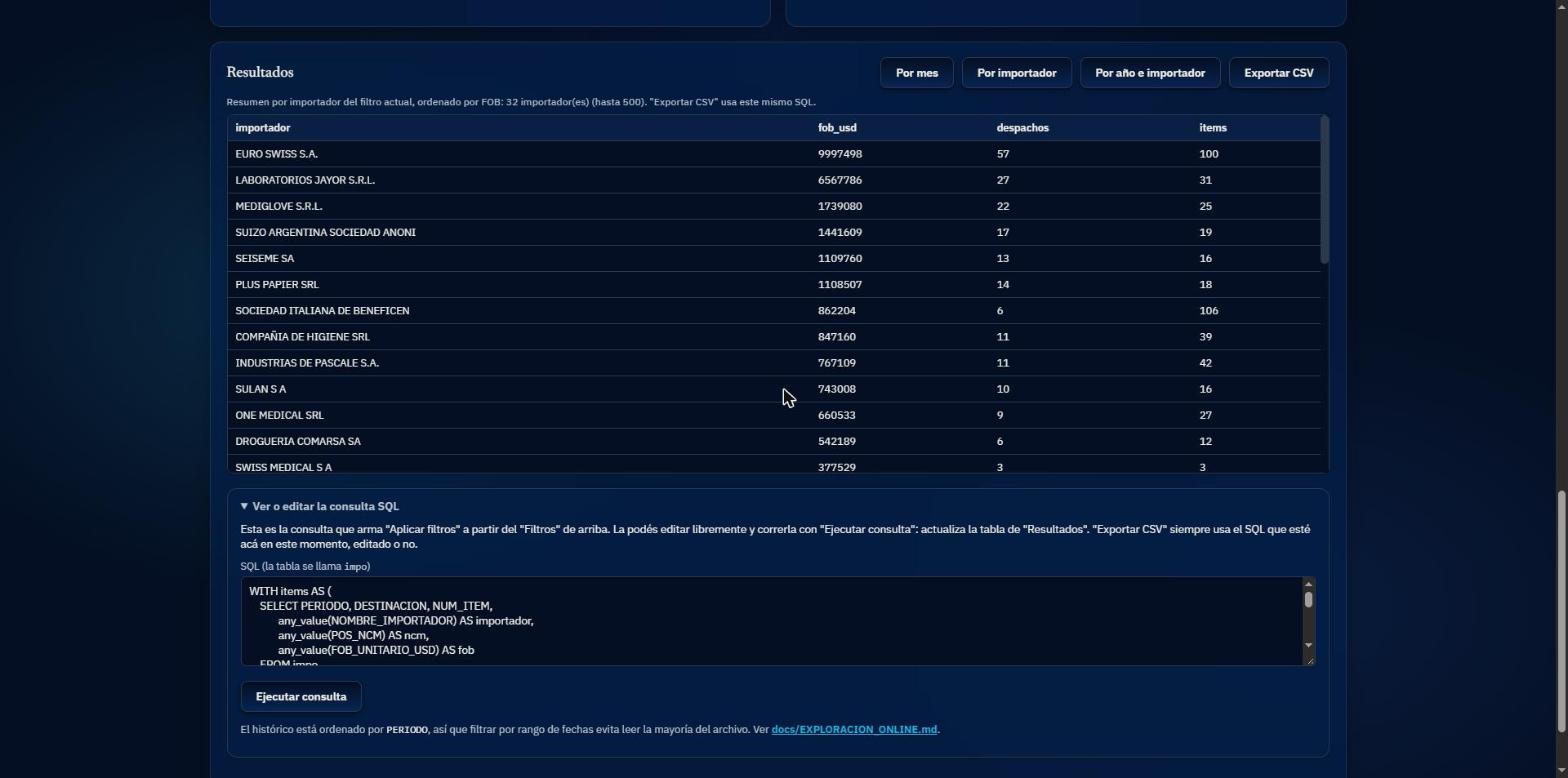 Resultados
Por mes
Por importador
Por año e importador
Exportar CSV
Resumen por importador del filtro actual, ordenado por FOB: 32 importador(es) (hasta 500). "Exportar CSV" usa este mismo SQL.
importador fob_usd despachos items
EURO SWISS S.A. 9997498 57 100
LABORATORIOS JAYOR S.R.L. 6567786 27 31
MEDIGLOVE S.R.L. 1739080 22 25
SUIZO ARGENTINA SOCIEDAD ANONI 1441609 17 19
SEISEME SA 1109760 13 16
PLUS PAPIER SRL 1108507 14 18
SOCIEDAD ITALIANA DE BENEFICEN 862204 6 106
COMPAÑIA DE HIGIENE SRL 847160 11 39
INDUSTRIAS DE PASCALE S.A. 767109 11 42
SULAN S A 743008 10 16
ONE MEDICAL SRL 660533 9 27
DROGUERIA COMARSA SA 542189 6 12
SWISS MEDICAL S A 377529 3 3
▼ Ver o editar la consulta SQL
Esta es la consulta que arma "Aplicar filtros" a partir del "Filtros" de arriba. La podés editar libremente y correrla con "Ejecutar consulta": actualiza la tabla de "Resultados". "Exportar CSV" siempre usa el SQL que esté
acá en este momento, editado o no.
SQL (la tabla se llama impo)
WITH items AS (
SELECT PERIODO, DESTINACION, NUM_ITEM,
any_value(NOMBRE_IMPORTADOR) AS importador,
any_value(POS_NCM) AS ncm,
any_value(FOB_UNITARIO_USD) AS fob
FROM impo
Ejecutar consulta
El histórico está ordenado por PERIODO, así que filtrar por rango de fechas evita leer la mayoría del archivo. Ver docs/EXPLORACION_ONLINE.md.